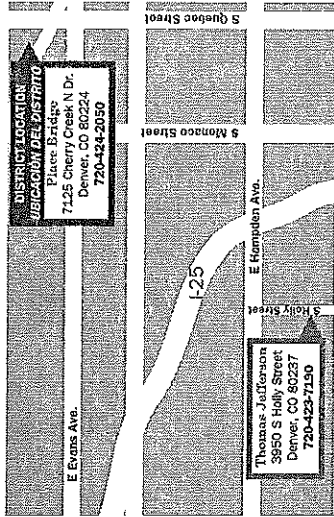 DISTRICT LOCATION
UBICACIÓN DEL DISTRITO
Place Bridge
7125 Cherry Creek N Dr.
Denver, CO 80224
720-424-2050
S Quebec Street
S Monaco Street
E Evans Ave.
I-25
E Hampden Ave.
S Holly Street
Thomas Jefferson
3950 S Holly Street
Denver, CO 80237
720-423-7190